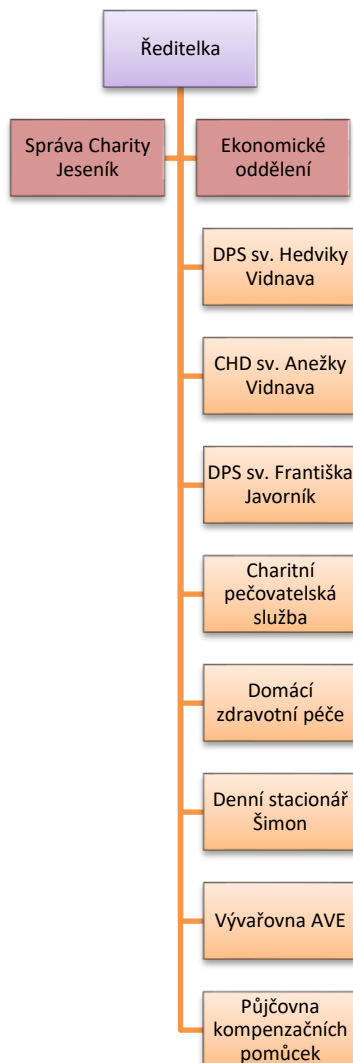 Ředitelka
Správa Charity
Jeseník
Ekonomické
oddělení
DPS sv. Hedviky
Vidnava
CHD sv. Anežky
Vidnava
DPS sv. Františka
Javorník
Charitní
pečovatelská
služba
Domácí
zdravotní péče
Denní stacionář
Šimon
Vývařovna AVE
Půjčovna
kompenzačních
pomůcek